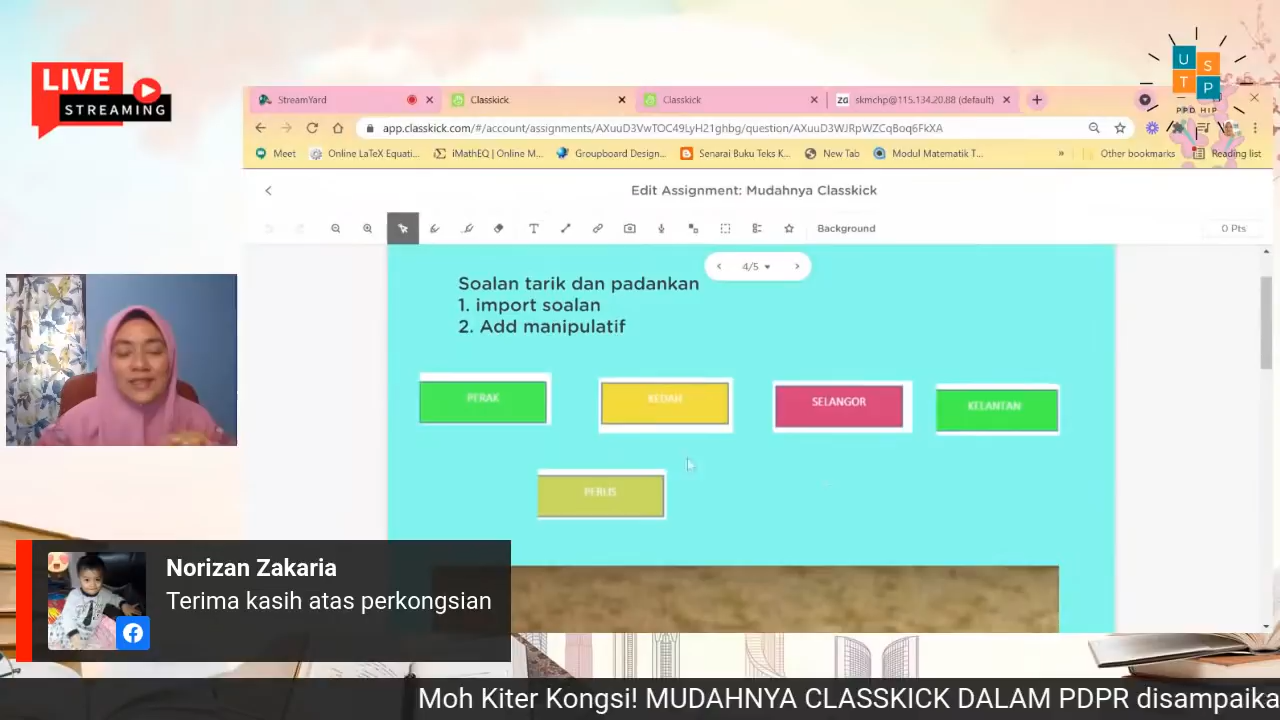 LIVE
STREAMING
U
S
T
P
PPD HIP
StreamYard
Classkick
Classkick
skmchp@115.134.20.88 (default)
app.classkick.com/#/account/assignments/AXuuD3VwTOC49LyH21ghbg/question/AXuuD3WJRpWZCqBoq6FkXA
Meet
Online LaTeX Equati...
iMathEQ | Online M...
Groupboard Design...
Senarai Buku Teks K...
New Tab
Modul Matematik T...
»
Other bookmarks
Reading list
Edit Assignment: Mudahnya Classkick
T
Background
0 Pts
4/5
Soalan tarik dan padankan
1. import soalan
2. Add manipulatif
PERAK
KEDAH
SELANGOR
KELANTAN
PERLIS
Norizan Zakaria
Terima kasih atas perkongsian
Moh Kiter Kongsi! MUDAHNYA CLASSKICK DALAM PDPR disampaika